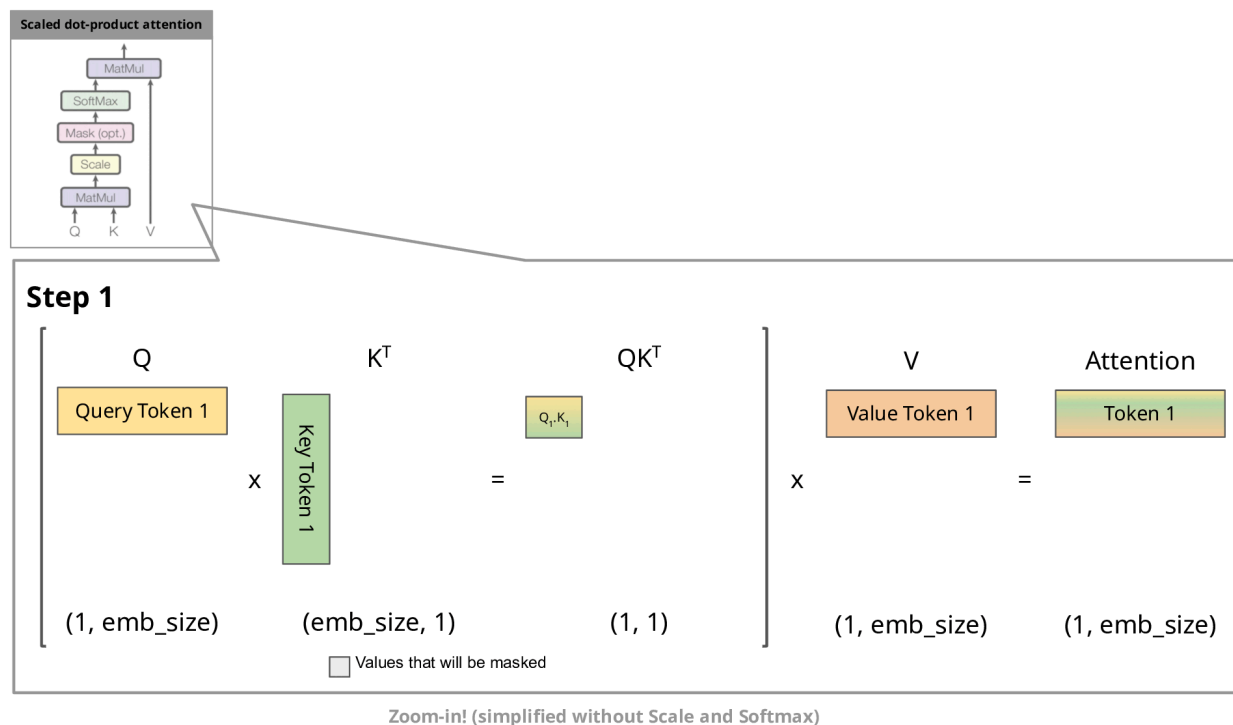 Scaled dot-product attention
MatMul
SoftMax
Mask (opt.)
Scale
MatMul
Q K V
Step 1
Q Kᵀ QKᵀ V Attention
Query Token 1 Key Token 1 Q₁.K₁ Value Token 1 Token 1
x = x =
(1, emb_size) (emb_size, 1) (1, 1) (1, emb_size) (1, emb_size)
Values that will be masked
Zoom-in! (simplified without Scale and Softmax)